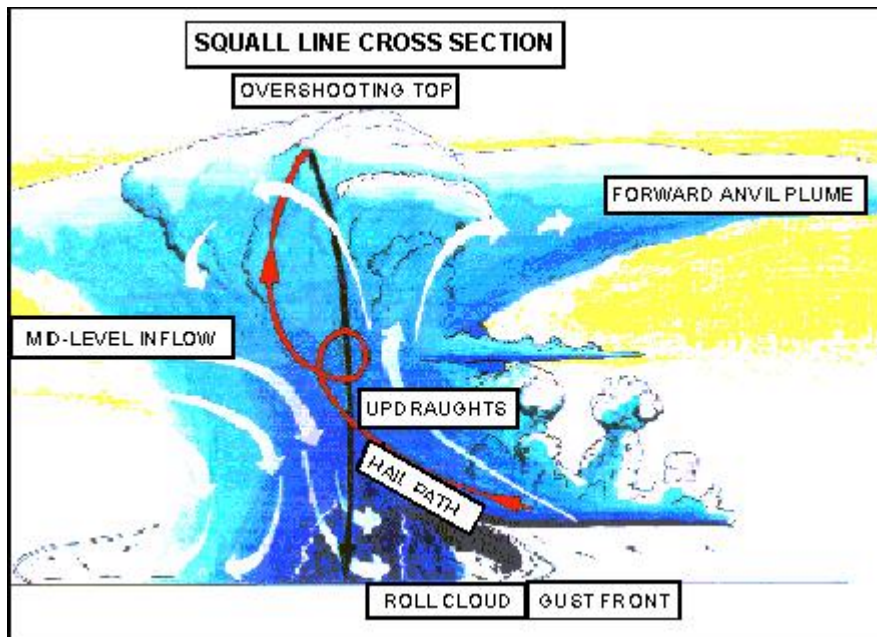 SQUALL LINE CROSS SECTION
OVERSHOOTING TOP
FORWARD ANVIL PLUME
MID-LEVEL INFLOW
UPDRAUGHTS
HAIL PATH
ROLL CLOUD
GUST FRONT